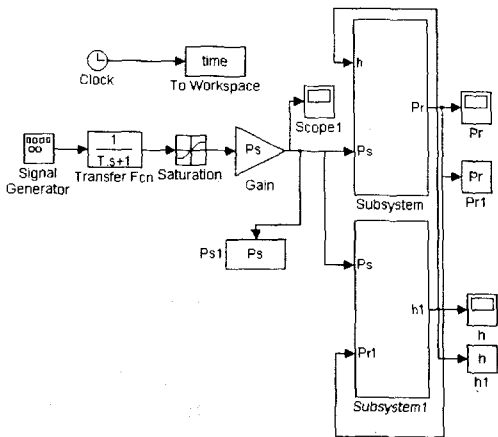 time
Clock
To Workspace
h
Scope1
Pr
Pr
Ps
Ps
1
T.s+1
Signal
Generator
Transfer Fcn
Saturation
Gain
Subsystem
Pr
Pr1
Ps1
Ps
Ps
h1
h
Pr1
h
h1
Subsystem1